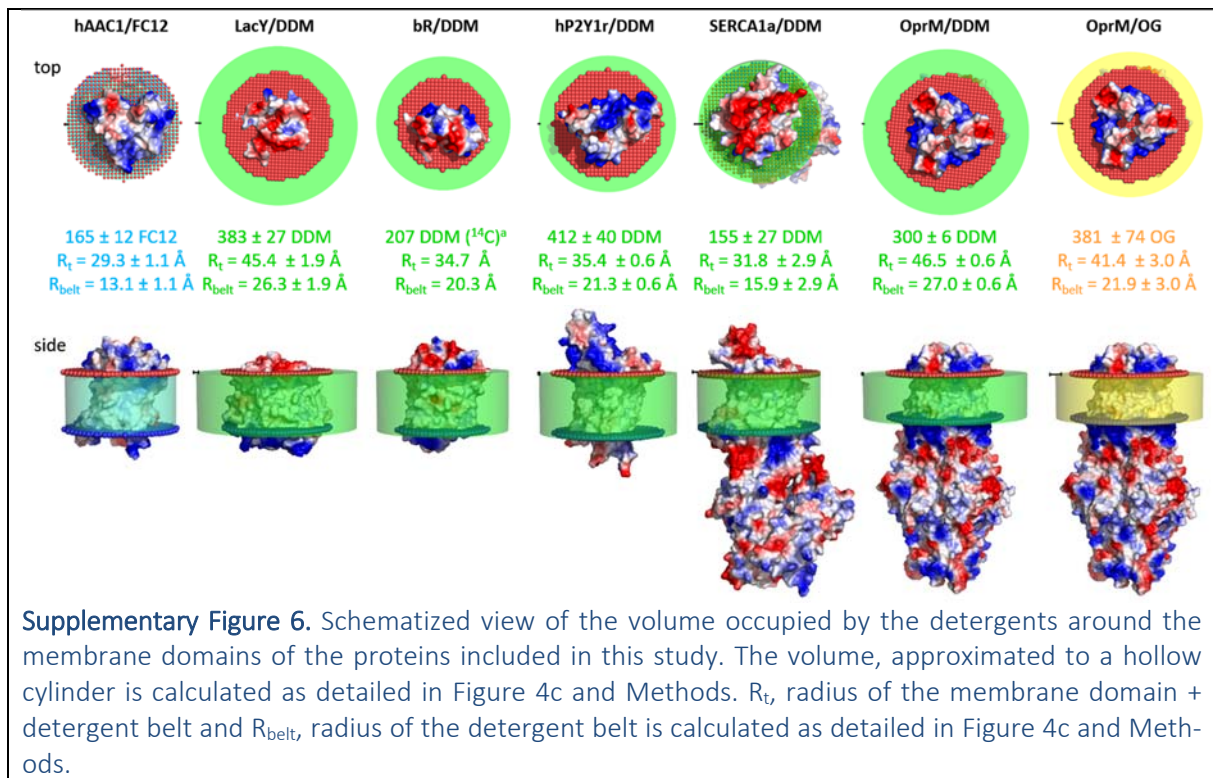 hAAC1/FC12 LacY/DDM bR/DDM hP2Y1r/DDM SERCA1a/DDM OprM/DDM OprM/OG
top
165 ± 12 FC12 383 ± 27 DDM 207 DDM (¹⁴C)ᵃ 412 ± 40 DDM 155 ± 27 DDM 300 ± 6 DDM 381 ± 74 OG
Rₜ = 29.3 ± 1.1 Å Rₜ = 45.4 ± 1.9 Å Rₜ = 34.7 Å Rₜ = 35.4 ± 0.6 Å Rₜ = 31.8 ± 2.9 Å Rₜ = 46.5 ± 0.6 Å Rₜ = 41.4 ± 3.0 Å
R_belt = 13.1 ± 1.1 Å R_belt = 26.3 ± 1.9 Å R_belt = 20.3 Å R_belt = 21.3 ± 0.6 Å R_belt = 15.9 ± 2.9 Å R_belt = 27.0 ± 0.6 Å R_belt = 21.9 ± 3.0 Å
side
Supplementary Figure 6. Schematized view of the volume occupied by the detergents around the
membrane domains of the proteins included in this study. The volume, approximated to a hollow
cylinder is calculated as detailed in Figure 4c and Methods. Rₜ, radius of the membrane domain +
detergent belt and R_belt, radius of the detergent belt is calculated as detailed in Figure 4c and Meth-
ods.